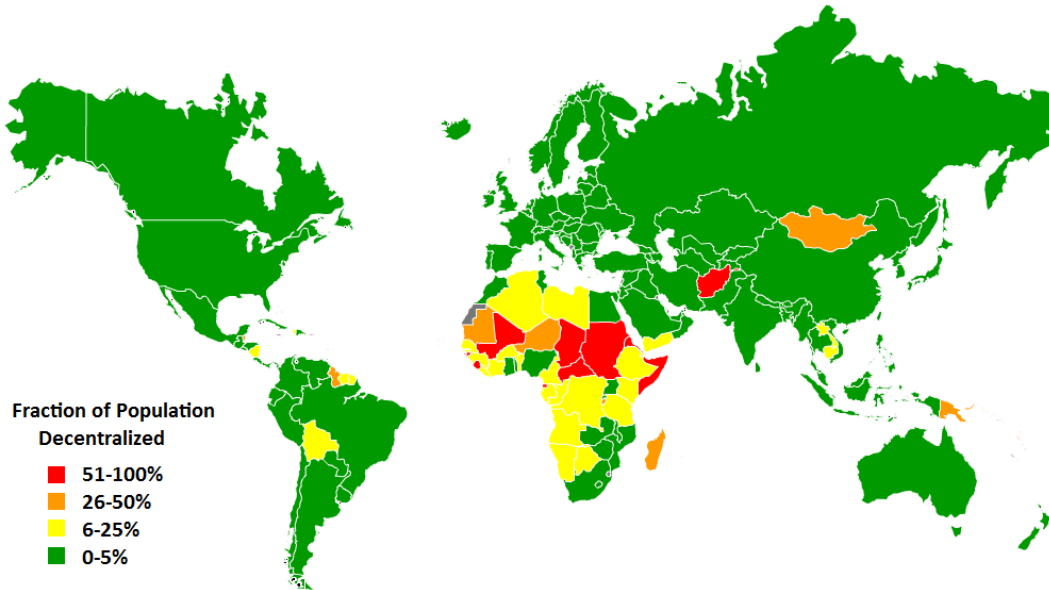 Fraction of Population
Decentralized
51-100%
26-50%
6-25%
0-5%